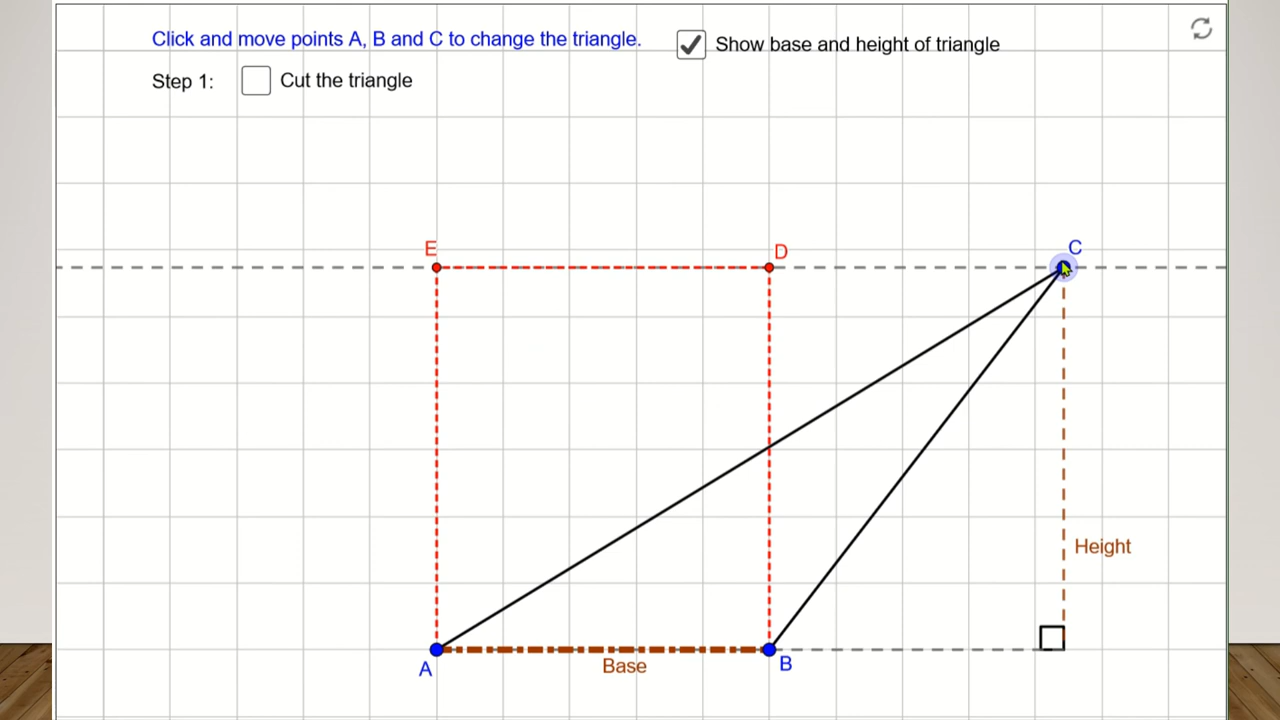 Click and move points A, B and C to change the triangle.
Show base and height of triangle
Step 1:
Cut the triangle
E
D
C
Height
A
Base
B